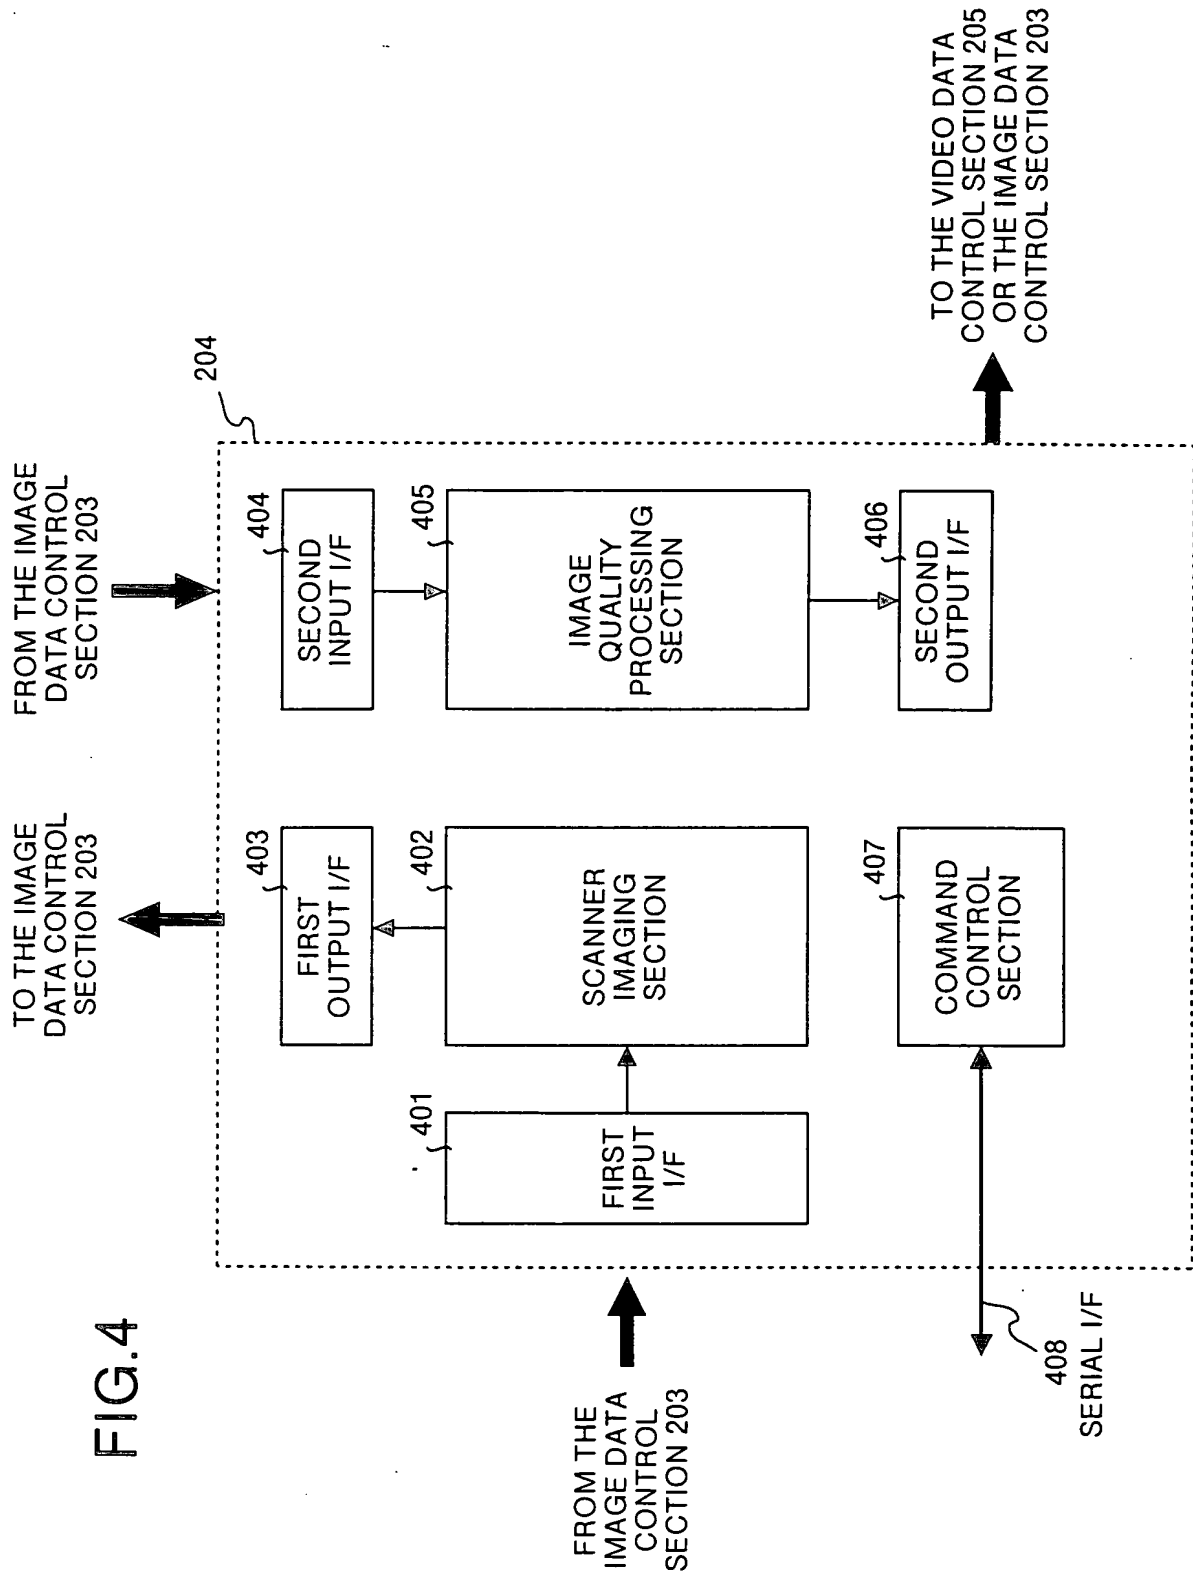 FIG.4
TO THE IMAGE
DATA CONTROL
SECTION 203
FROM THE IMAGE
DATA CONTROL
SECTION 203
204
403
FIRST
OUTPUT I/F
404
SECOND
INPUT I/F
FROM THE
IMAGE DATA
CONTROL
SECTION 203
401
FIRST
INPUT
I/F
402
SCANNER
IMAGING
SECTION
405
IMAGE
QUALITY
PROCESSING
SECTION
408
SERIAL I/F
407
COMMAND
CONTROL
SECTION
406
SECOND
OUTPUT I/F
TO THE VIDEO DATA
CONTROL SECTION 205
OR THE IMAGE DATA
CONTROL SECTION 203